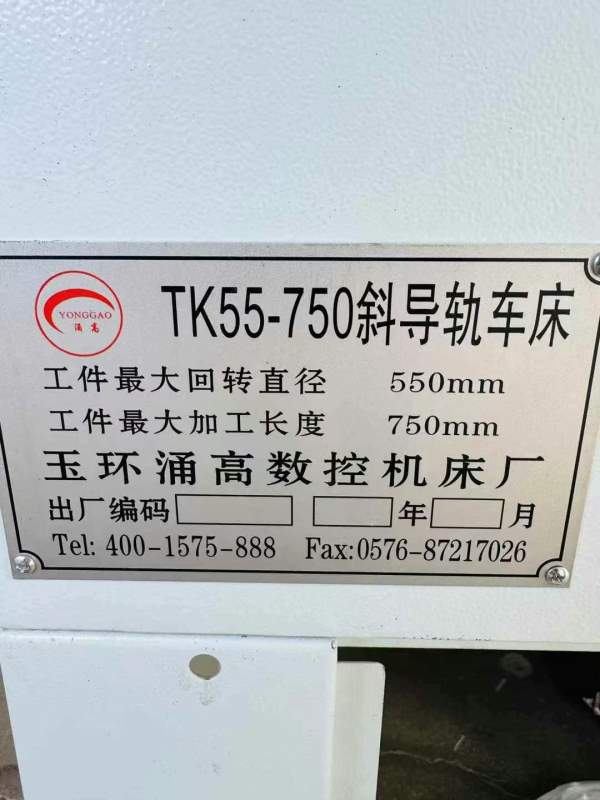 YONGGAO
涌高
TK55-750斜导轨车床
工件最大回转直径 550mm
工件最大加工长度 750mm
玉环涌高数控机床厂
出厂编码 年 月
Tel: 400-1575-888 Fax:0576-87217026